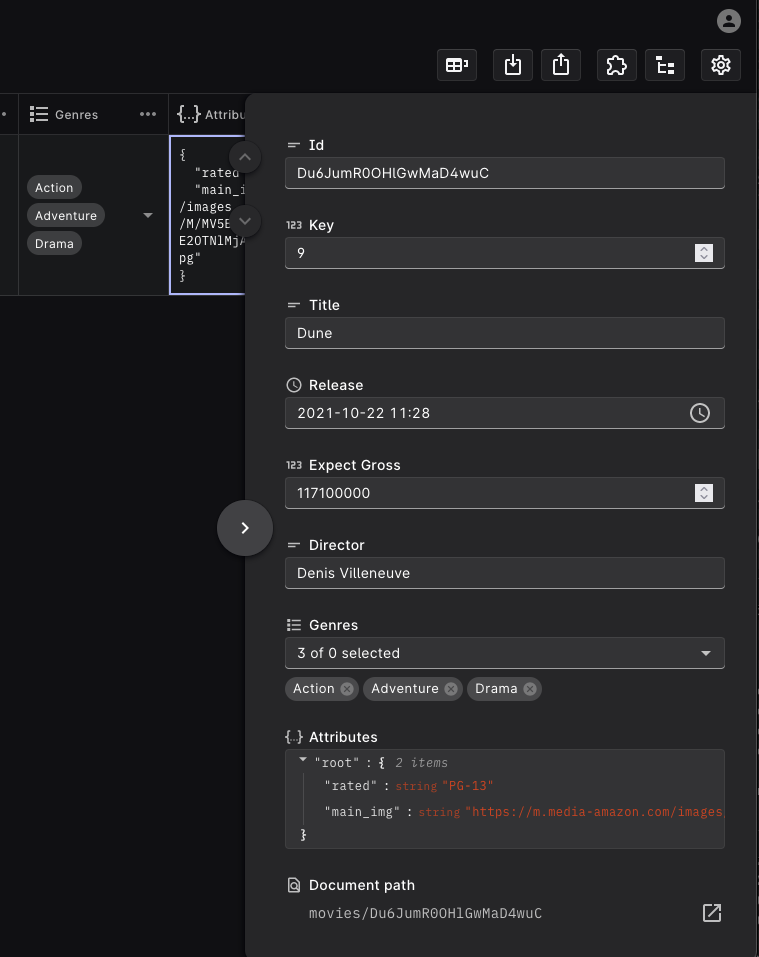 Genres
{...} Attribu
Action
Adventure
Drama
{
"rated
"main_i
/images
/M/MV5B
E2OTNlMjA
pg"
}
Id
Du6JumR0OHlGwMaD4wuC
123 Key
9
Title
Dune
Release
2021-10-22 11:28
123 Expect Gross
117100000
Director
Denis Villeneuve
Genres
3 of 0 selected
Action Adventure Drama
{...} Attributes
"root" : { 2 items
"rated" : string "PG-13"
"main_img" : string "https://m.media-amazon.com/images
}
Document path
movies/Du6JumR0OHlGwMaD4wuC